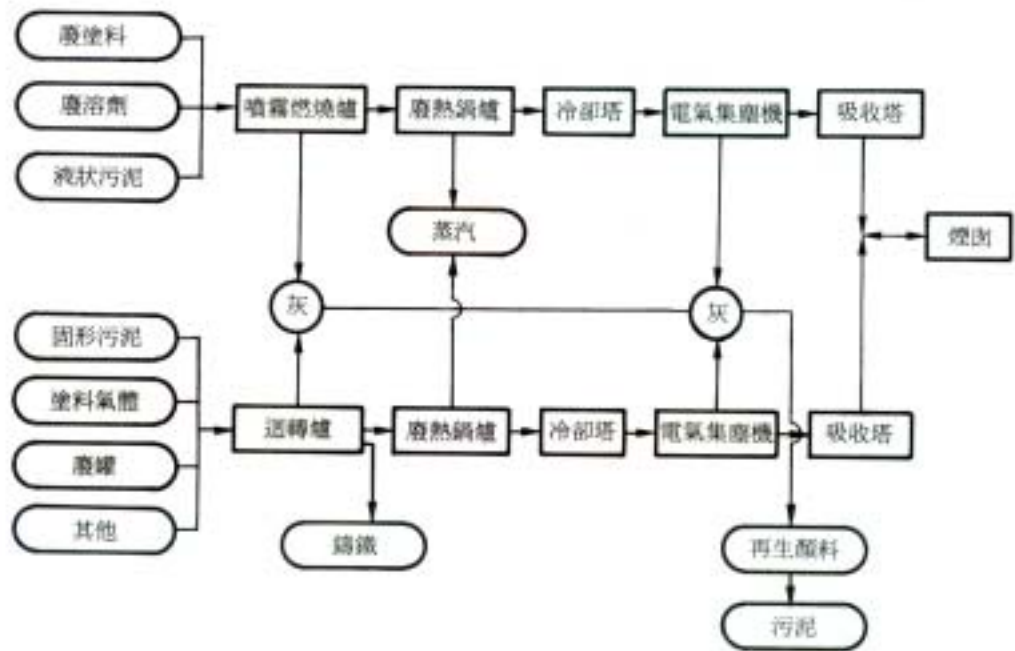 廢塗料
廢溶劑
液狀污泥
噴霧燃燒爐
廢熱鍋爐
冷卻塔
電氣集塵機
吸收塔
蒸汽
煙囱
灰
灰
固形污泥
塗料氣體
廢罐
其他
迴轉爐
廢熱鍋爐
冷卻塔
電氣集塵機
吸收塔
鑄鐵
再生顏料
污泥